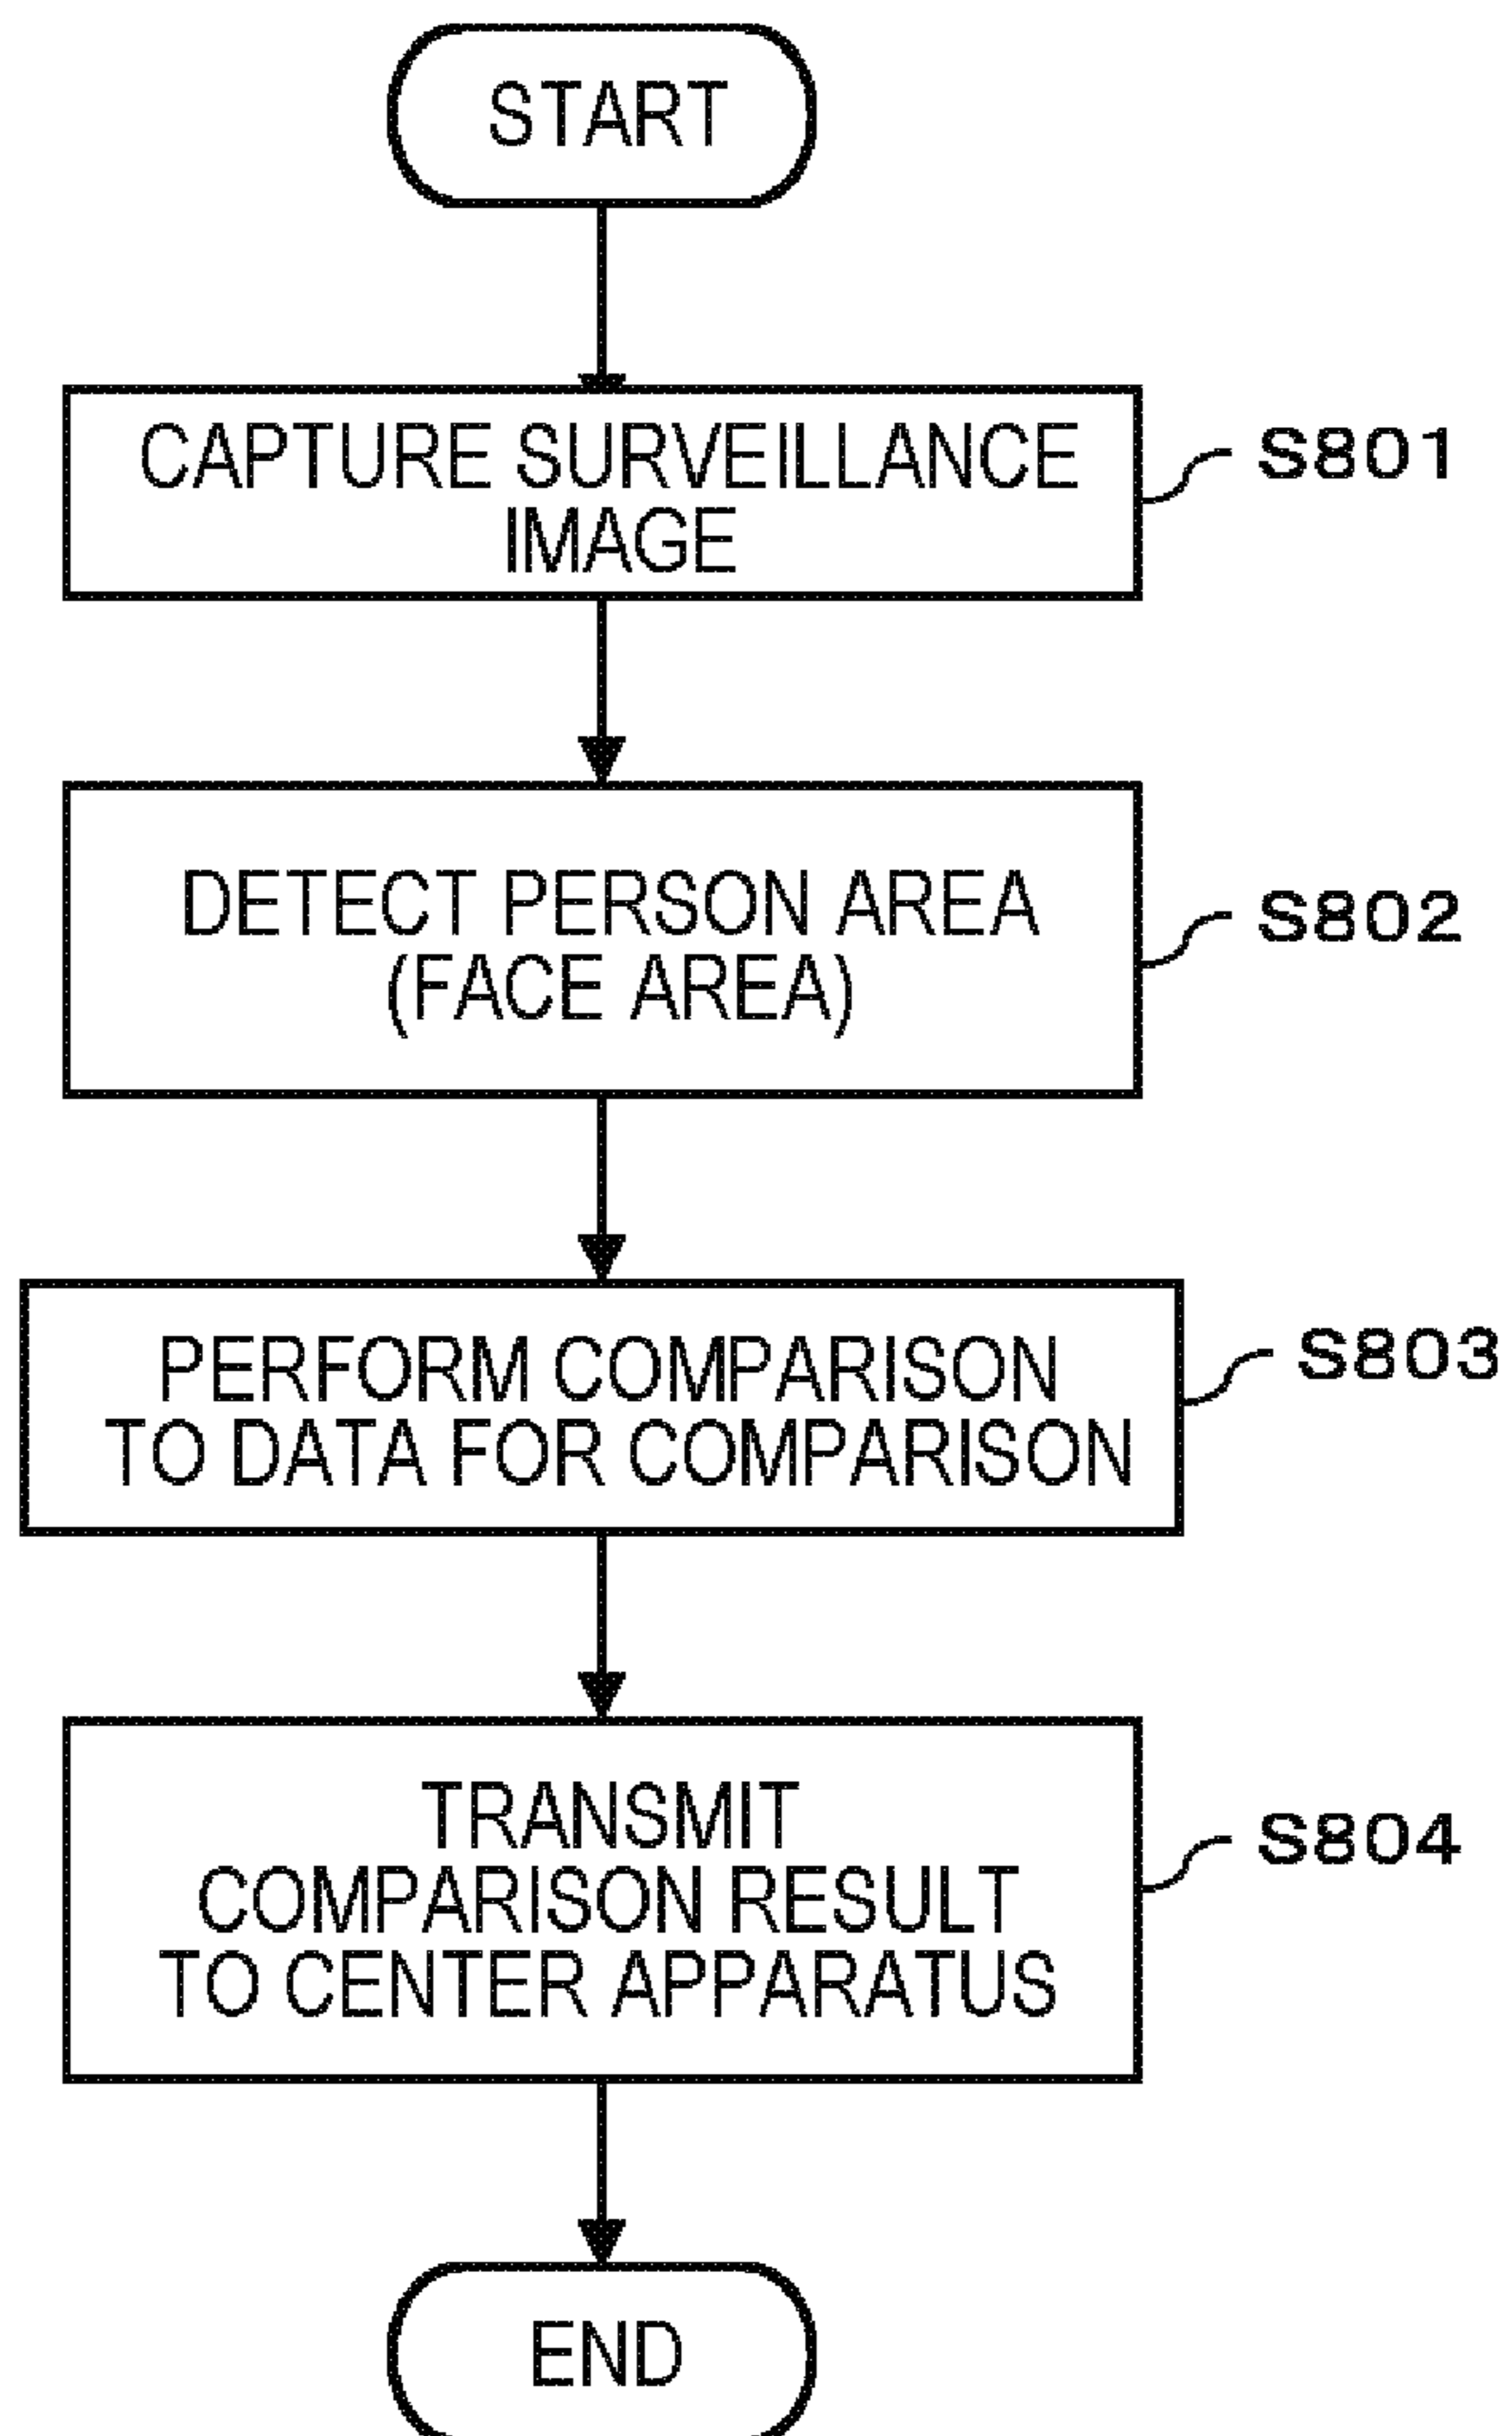 START
CAPTURE SURVEILLANCE
IMAGE
S801
DETECT PERSON AREA
(FACE AREA)
S802
PERFORM COMPARISON
TO DATA FOR COMPARISON
S803
TRANSMIT
COMPARISON RESULT
TO CENTER APPARATUS
S804
END